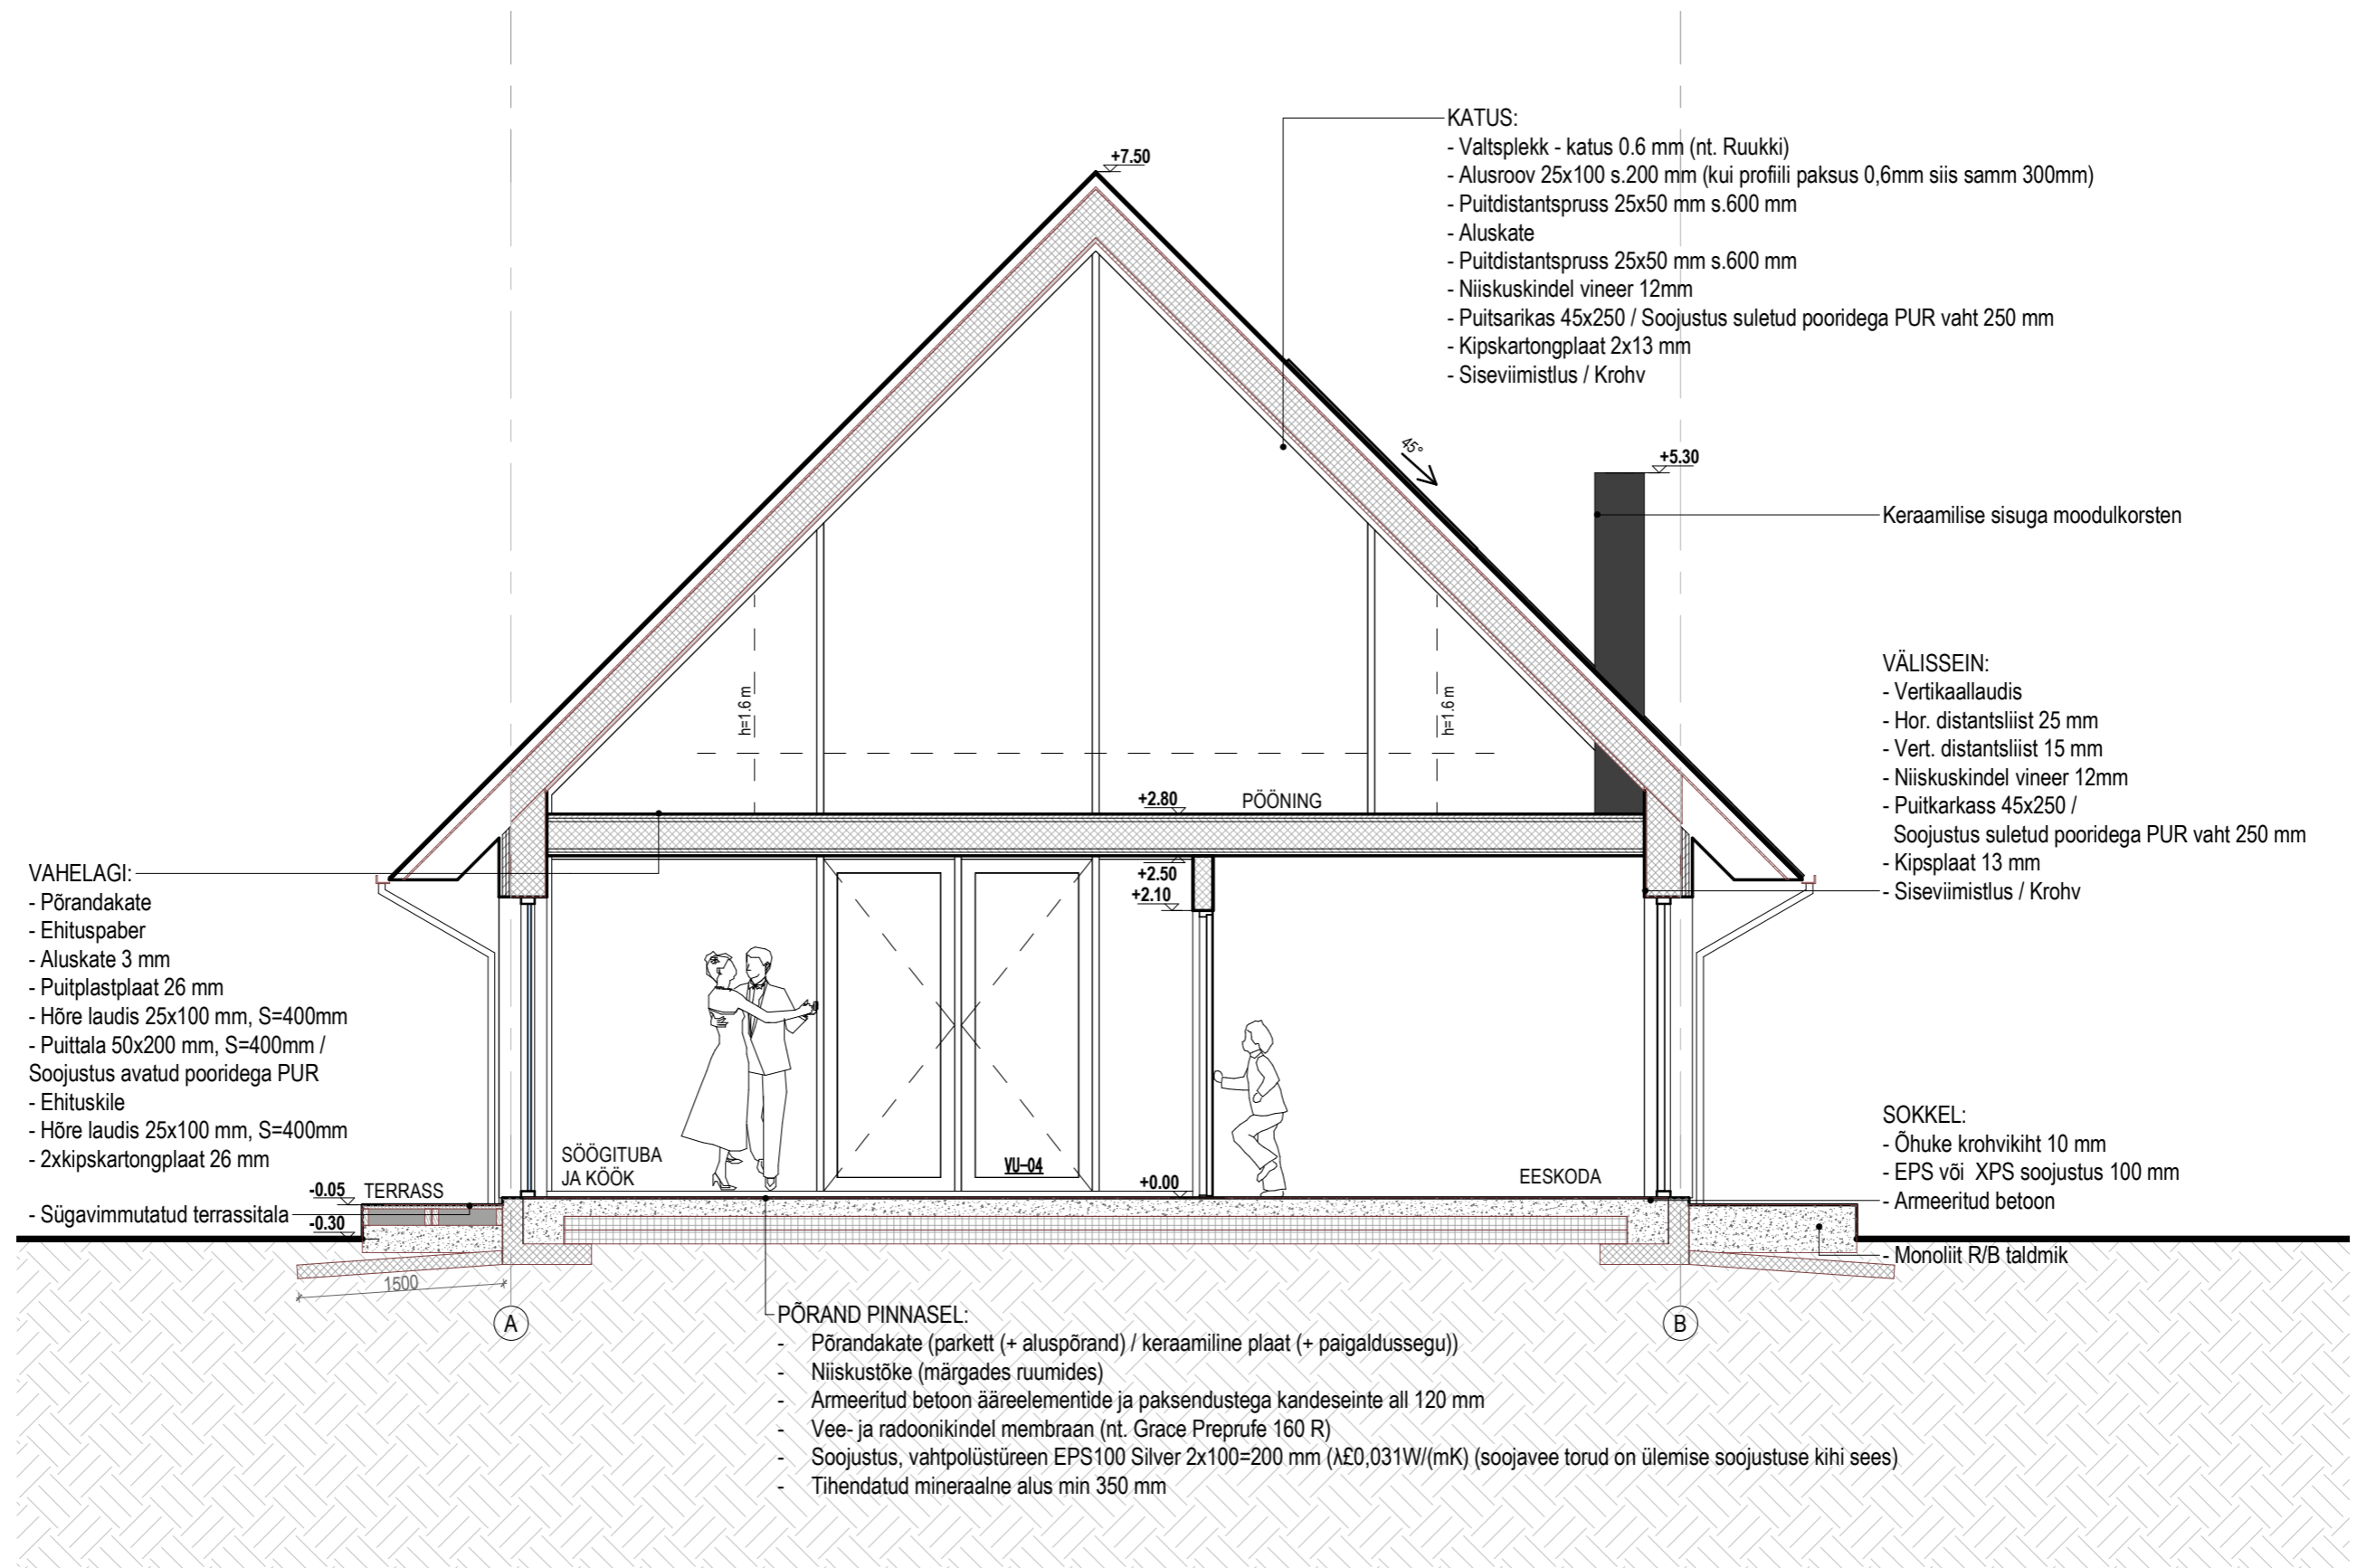 +7.50
KATUS:
- Valtsplekk - katus 0.6 mm (nt. Ruukki)
- Alusroov 25x100 s.200 mm (kui profiili paksus 0,6mm siis samm 300mm)
- Puitdistantspruss 25x50 mm s.600 mm
- Aluskate
- Puitdistantspruss 25x50 mm s.600 mm
- Niiskuskindel vineer 12mm
- Puitsarikas 45x250 / Soojustus suletud pooridega PUR vaht 250 mm
- Kipskartongplaat 2x13 mm
- Siseviimistlus / Krohv
45°
+5.30
Keraamilise sisuga moodulkorsten
VÄLISSEIN:
- Vertikaallaudis
- Hor. distantsliist 25 mm
- Vert. distantsliist 15 mm
- Niiskuskindel vineer 12mm
- Puitkarkass 45x250 /
Soojustus suletud pooridega PUR vaht 250 mm
- Kipsplaat 13 mm
- Siseviimistlus / Krohv
h=1.6 m
h=1.6 m
+2.80
PÖÖNING
+2.50
+2.10
VAHELAGI:
- Põrandakate
- Ehituspaber
- Aluskate 3 mm
- Puitplastplaat 26 mm
- Hõre laudis 25x100 mm, S=400mm
- Puittala 50x200 mm, S=400mm /
Soojustus avatud pooridega PUR
- Ehituskile
- Hõre laudis 25x100 mm, S=400mm
- 2xkipskartongplaat 26 mm
- Sügavimmutatud terrassitala
-0.05
TERRASS
-0.30
SÖÖGITUBA
JA KÖÖK
VU-04
+0.00
EESKODA
SOKKEL:
- Õhuke krohvikiht 10 mm
- EPS või XPS soojustus 100 mm
- Armeeritud betoon
- Monoliit R/B taldmik
1500
A
B
PÕRAND PINNASEL:
- Põrandakate (parkett (+ aluspõrand) / keraamiline plaat (+ paigaldussegu))
- Niiskustõke (märgades ruumides)
- Armeeritud betoon ääreelementide ja paksendustega kandeseinte all 120 mm
- Vee- ja radoonikindel membraan (nt. Grace Preprufe 160 R)
- Soojustus, vahtpolüstüreen EPS100 Silver 2x100=200 mm (λ£0,031W/(mK) (soojavee torud on ülemise soojustuse kihi sees)
- Tihendatud mineraalne alus min 350 mm